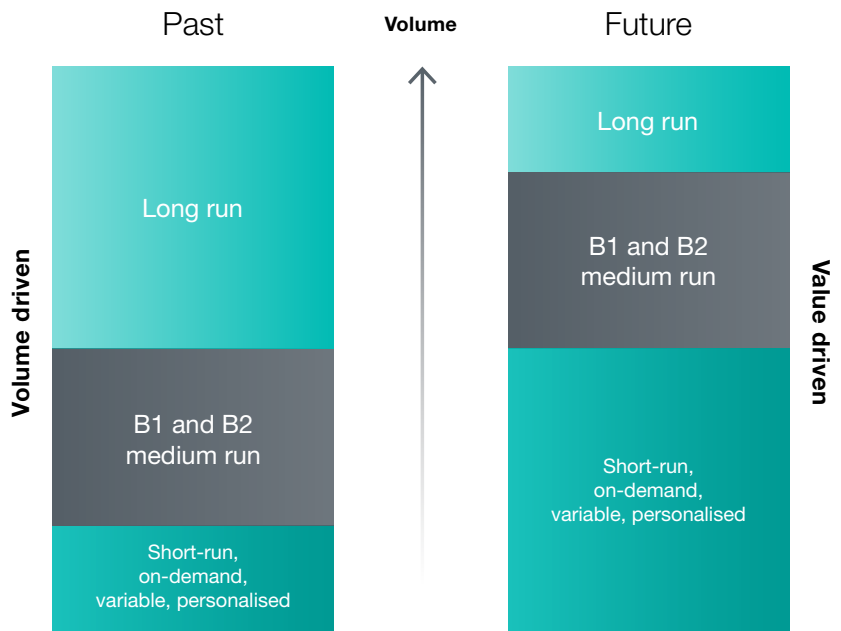 Past
Volume
Future
Volume driven
Long run
B1 and B2
medium run
Short-run,
on-demand,
variable, personalised
Long run
B1 and B2
medium run
Short-run,
on-demand,
variable, personalised
Value driven